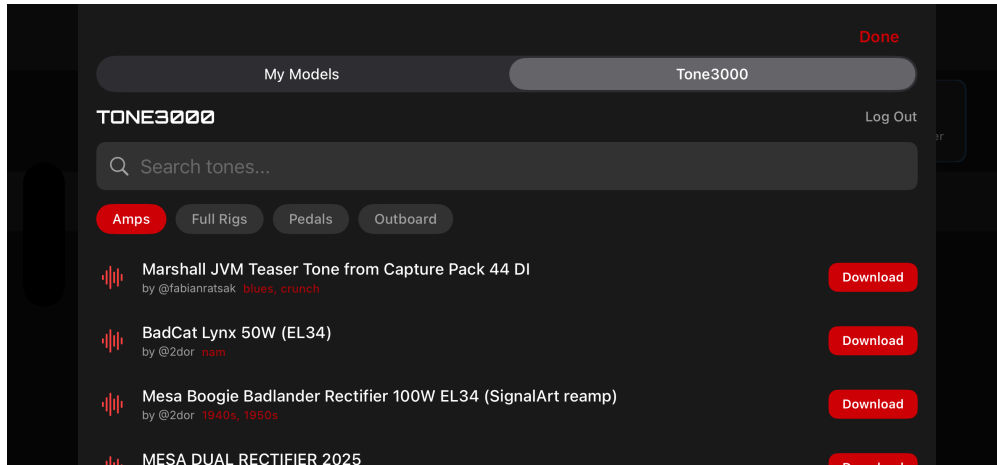 Done
My Models
Tone3000
TONE3000
Log Out
Search tones...
Amps
Full Rigs
Pedals
Outboard
Marshall JVM Teaser Tone from Capture Pack 44 DI
by @fabianratsak blues, crunch
Download
BadCat Lynx 50W (EL34)
by @2dor nam
Download
Mesa Boogie Badlander Rectifier 100W EL34 (SignalArt reamp)
by @2dor 1940s, 1950s
Download
MESA DUAL RECTIFIER 2025
Download